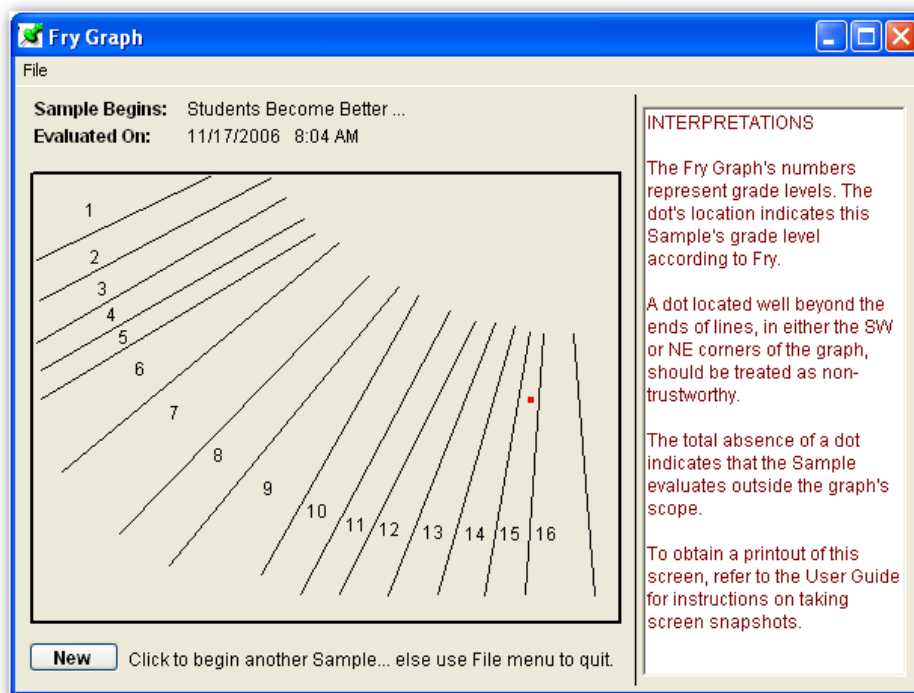 Fry Graph
File
Sample Begins: Students Become Better ...
Evaluated On: 11/17/2006 8:04 AM
1
2
3
4
5
6
7
8
9
10
11
12
13
14
15
16
New Click to begin another Sample... else use File menu to quit.
INTERPRETATIONS
The Fry Graph's numbers
represent grade levels. The
dot's location indicates this
Sample's grade level
according to Fry.
A dot located well beyond the
ends of lines, in either the SW
or NE corners of the graph,
should be treated as non-
trustworthy.
The total absence of a dot
indicates that the Sample
evaluates outside the graph's
scope.
To obtain a printout of this
screen, refer to the User Guide
for instructions on taking
screen snapshots.